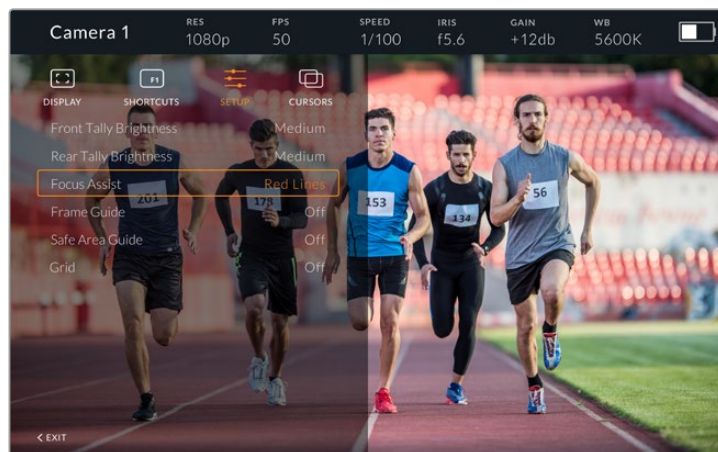 Camera 1
RES FPS SPEED IRIS GAIN WB
1080p 50 1/100 f5.6 +12db 5600K
F1
DISPLAY SHORTCUTS SETUP CURSORS
Front Tally Brightness Medium
Rear Tally Brightness Medium
Focus Assist Red Lines
Frame Guide Off
Safe Area Guide Off
Grid Off
201 178 153 134 56
< EXIT